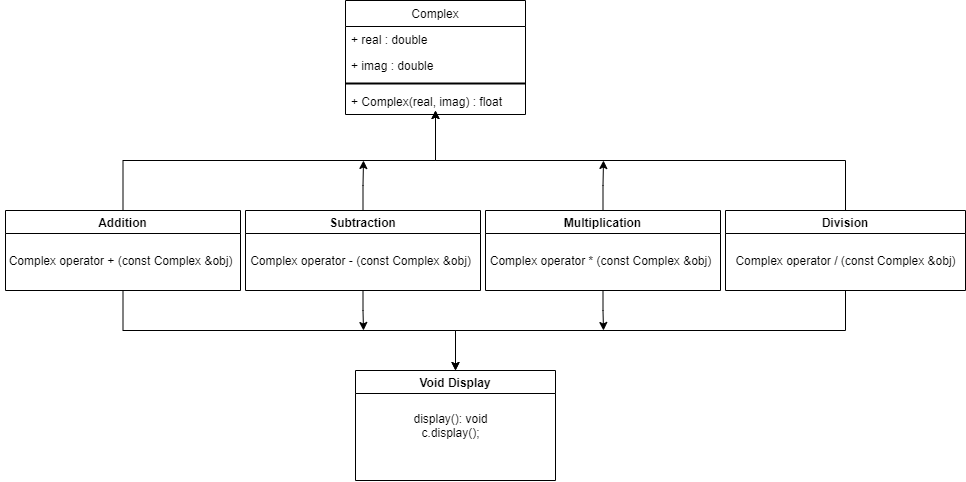 Complex
+ real : double
+ imag : double
+ Complex(real, imag) : float
Addition
Subtraction
Multiplication
Division
Complex operator + (const Complex &obj)
Complex operator - (const Complex &obj)
Complex operator * (const Complex &obj)
Complex operator / (const Complex &obj)
Void Display
display(): void
c.display();